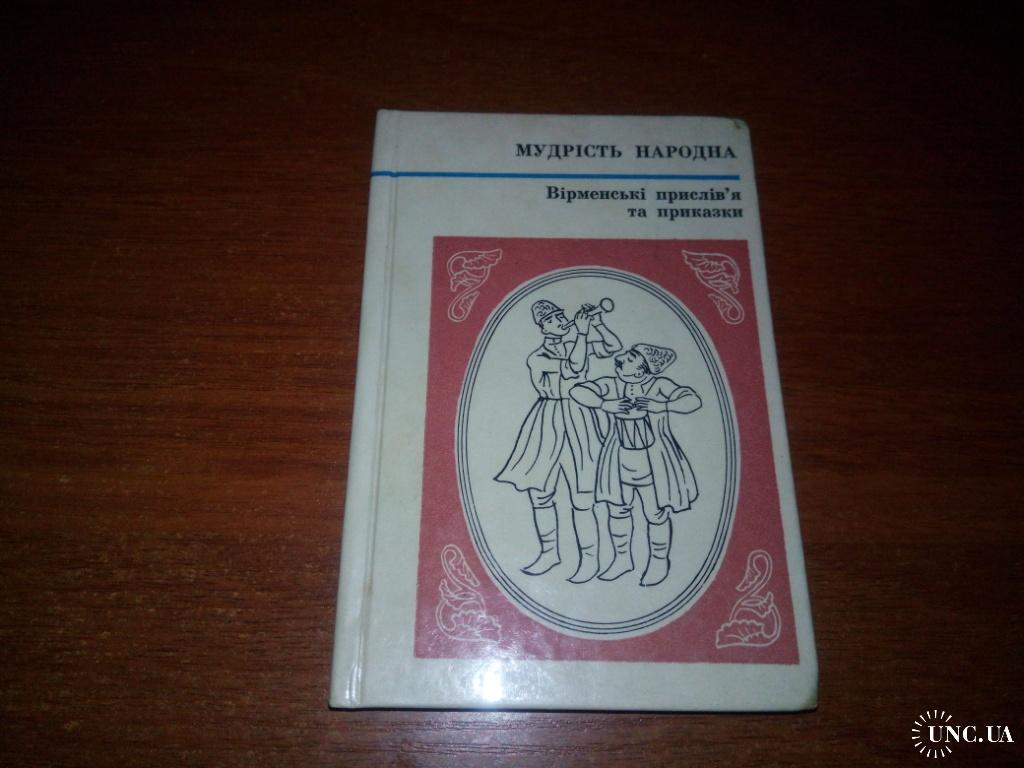 МУДРІСТЬ НАРОДНА
Вірменські прислів'я
та приказки
UNC.UA